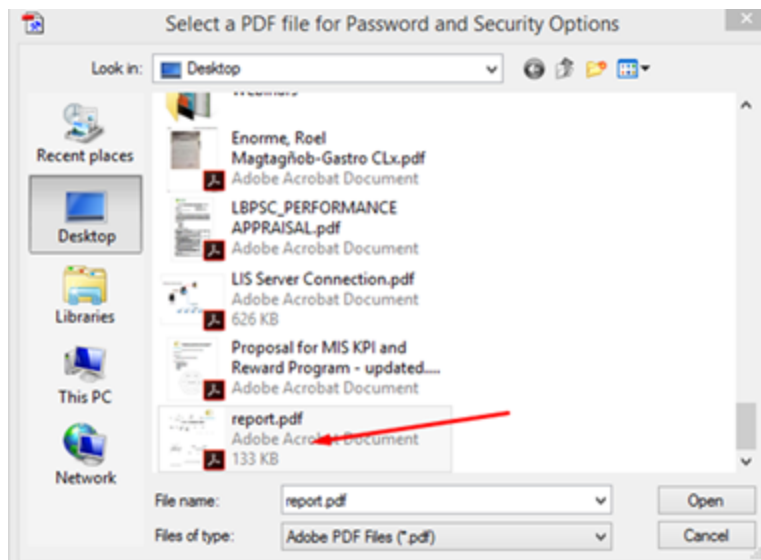 Select a PDF file for Password and Security Options
Look in:
Desktop
Recent places
Desktop
Libraries
This PC
Network
Webinars
Enorme, Roel
Magtagñob-Gastro CLx.pdf
Adobe Acrobat Document
LBPSC_PERFORMANCE
APPRAISAL.pdf
Adobe Acrobat Document
LIS Server Connection.pdf
Adobe Acrobat Document
626 KB
Proposal for MIS KPI and
Reward Program - updated....
Adobe Acrobat Document
report.pdf
Adobe Acrobat Document
133 KB
File name:
report.pdf
Open
Files of type:
Adobe PDF Files (*.pdf)
Cancel